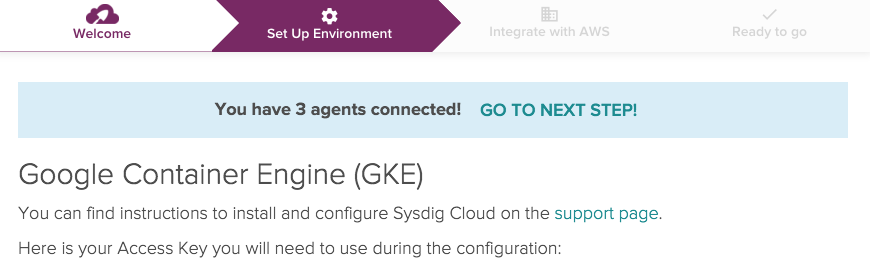 Welcome
Set Up Environment
Integrate with AWS
Ready to go
You have 3 agents connected! GO TO NEXT STEP!
Google Container Engine (GKE)
You can find instructions to install and configure Sysdig Cloud on the support page.
Here is your Access Key you will need to use during the configuration: